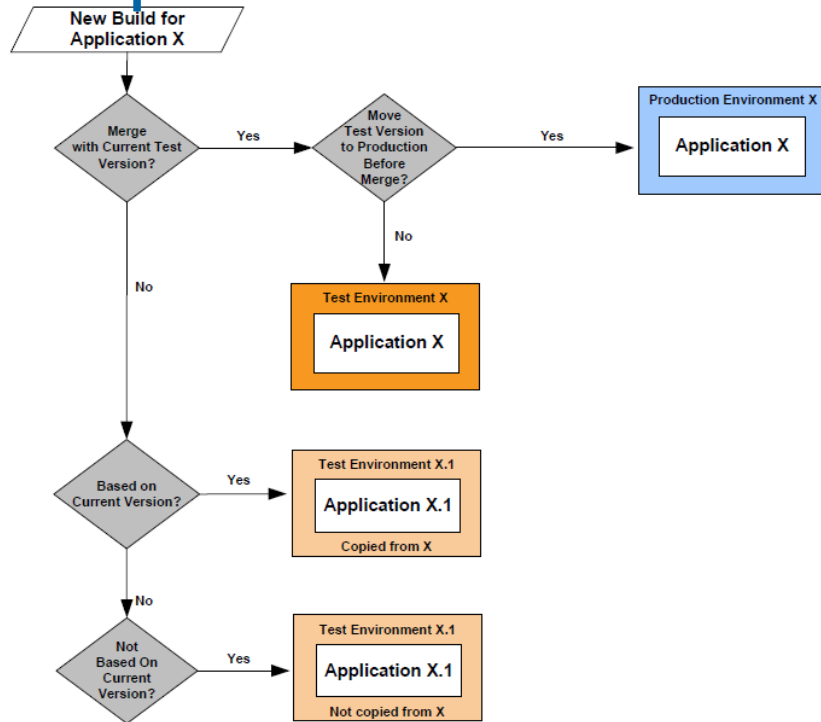 New Build for
Application X
Merge
with Current Test
Version?
Yes
Move
Test Version
to Production
Before
Merge?
Yes
Production Environment X
Application X
No
No
Test Environment X
Application X
Based on
Current Version?
Yes
Test Environment X.1
Application X.1
Copied from X
No
Not
Based On
Current
Version?
Yes
Test Environment X.1
Application X.1
Not copied from X